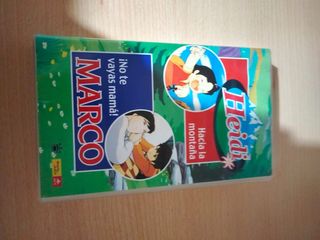 Heidi
Hacia la
montaña
¡No te
vayas mamá!
MARCO